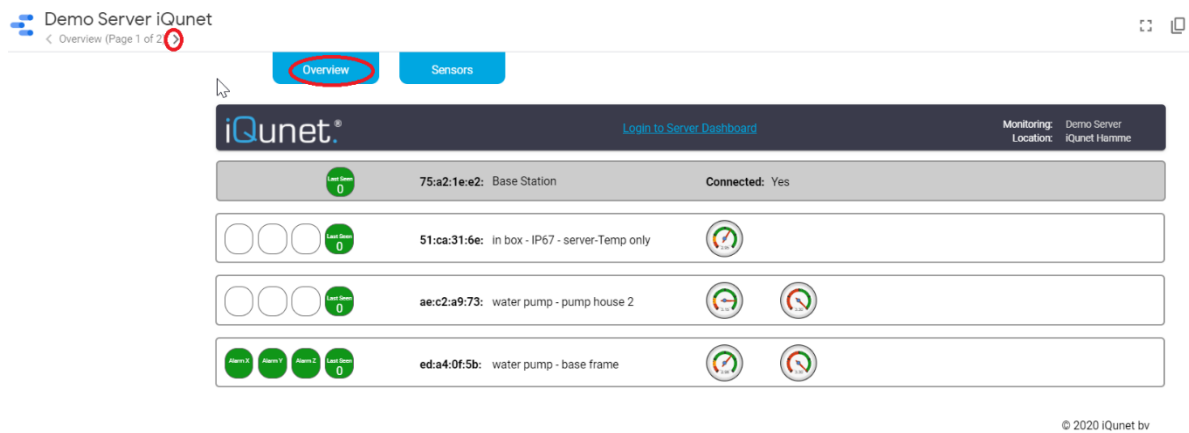 Demo Server iQunet
Overview (Page 1 of 2)
Overview Sensors
iQunet:® Login to Server Dashboard Monitoring: Demo Server
Location: iQunet Hamme
Last Seen
0
75:a2:1e:e2: Base Station Connected: Yes
Last Seen
0
51:ca:31:6e: in box - IP67 - server-Temp only
Last Seen
0
ae:c2:a9:73: water pump - pump house 2
Alarm X Alarm Y Alarm Z Last Seen
0
ed:a4:0f:5b: water pump - base frame
© 2020 iQunet bv